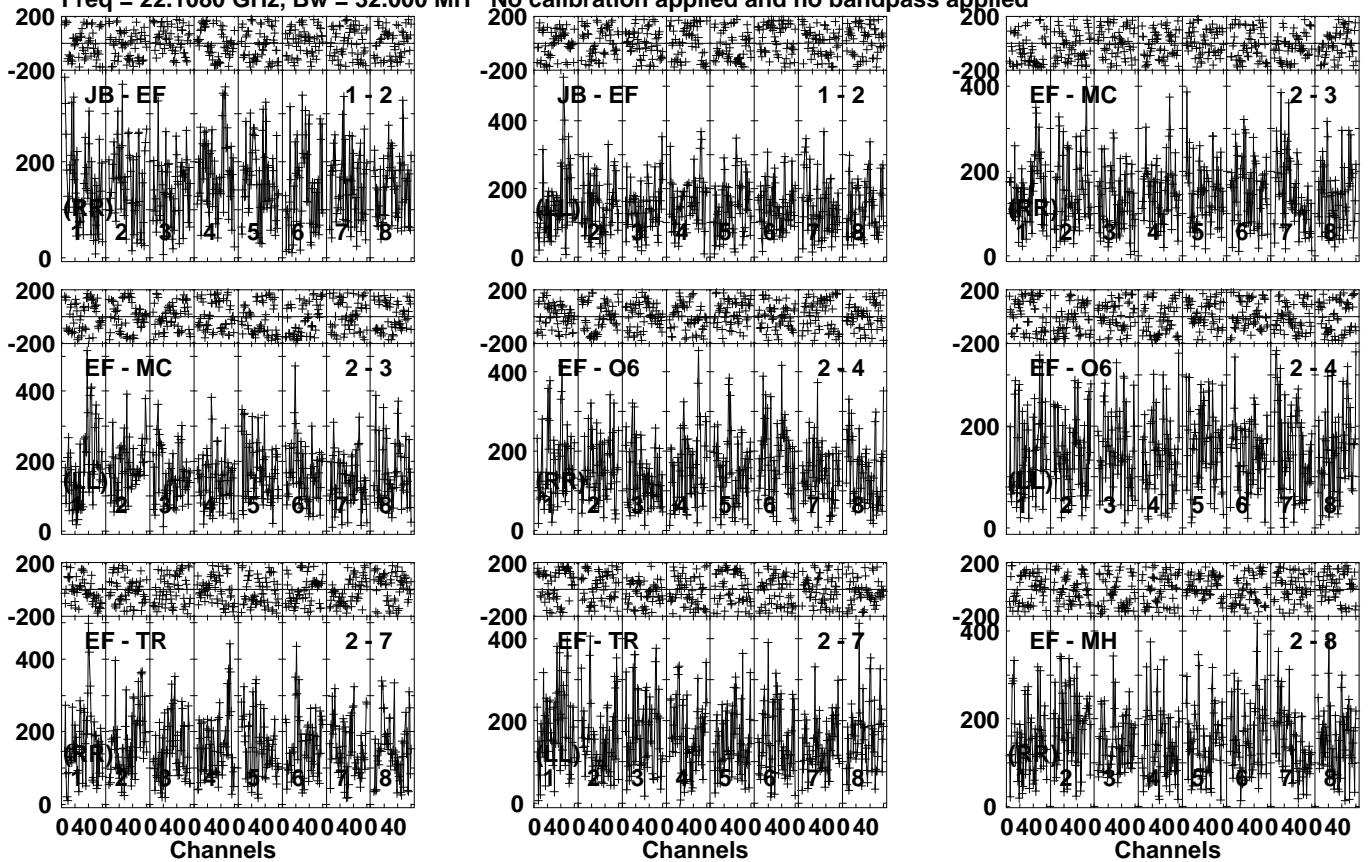 Freq = 22.1080 GHz, Bw = 32.000 MH No calibration applied and no bandpass applied
200 200 200
-200 -200
JB - EF 1 - 2 JB - EF 1 - 2 EF - MC 2 - 3
400 400
200 200 200
(RR) (LL) (RR)
1 2 3 4 5 6 7 8 1 2 3 4 5 6 7 8 1 2 3 4 5 6 7 8
0 0 0
200 200 200
-200 -200
EF - MC 2 - 3 EF - O6 2 - 4 EF - O6 2 - 4
400 400
200 200 200
(LL) (RR) (LL)
1 2 3 4 5 6 7 8 1 2 3 4 5 6 7 8 1 2 3 4 5 6 7 8
0 0 0
200 200 200
-200 -200
EF - TR 2 - 7 EF - TR 2 - 7 EF - MH 2 - 8
400 400 400
200 200 200
(RR) (LL) (RR)
1 2 3 4 5 6 7 8 1 2 3 4 5 6 7 8 1 2 3 4 5 6 7 8
0 0 0
0 40 0 40 0 40 0 40 0 40 0 40 0 40 0 40 0 40 0 40 0 40 0 40 0 40 0 40 0 40 0 40 0 40 0 40 0 40 0 40 0 40 0 40 0 40 0 40
Channels Channels Channels